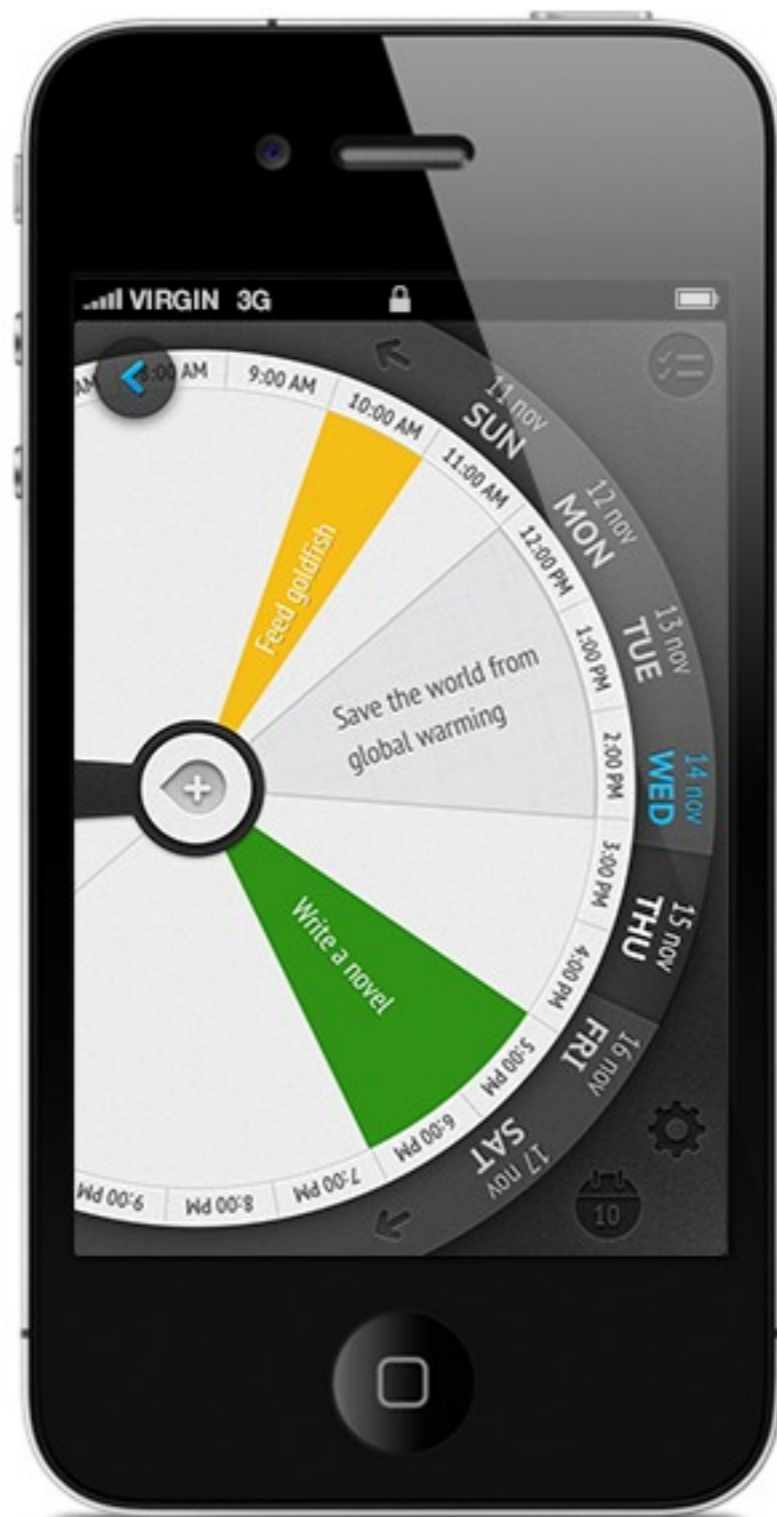 VIRGIN 3G
AM
8:00 AM
9:00 AM
10:00 AM
11:00 AM
12:00 PM
1:00 PM
2:00 PM
3:00 PM
4:00 PM
5:00 PM
6:00 PM
7:00 PM
8:00 PM
9:00 PM
Feed goldfish
Save the world from
global warming
Write a novel
11 nov
SUN
12 nov
MON
13 nov
TUE
14 nov
WED
15 nov
THU
16 nov
FRI
17 nov
SAT
10